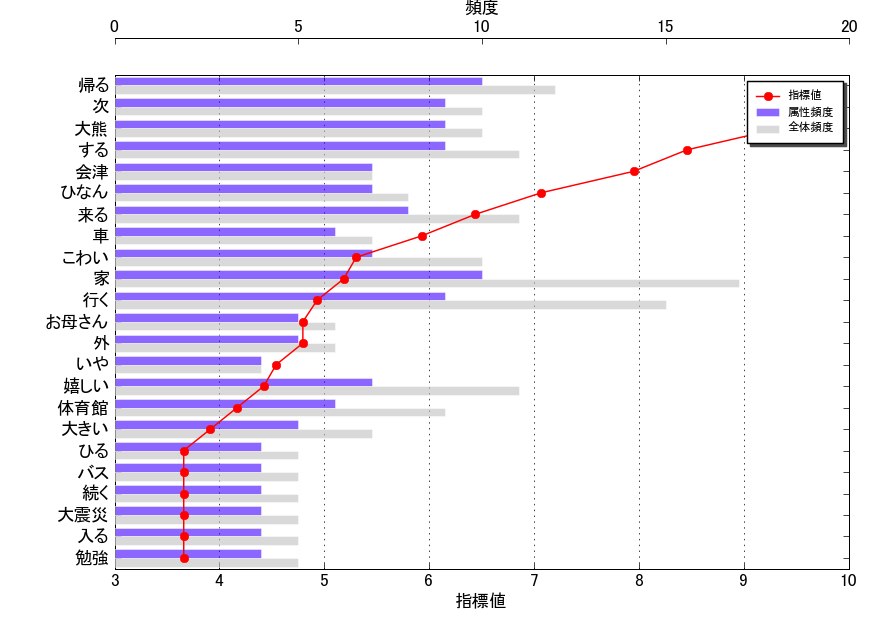 頻度
0 5 10 15 20
指標値
属性頻度
全体頻度
帰る
次
大熊
する
会津
ひなん
来る
車
こわい
家
行く
お母さん
外
いや
嬉しい
体育館
大きい
ひる
バス
続く
大震災
入る
勉強
3 4 5 6 7 8 9 10
指標値